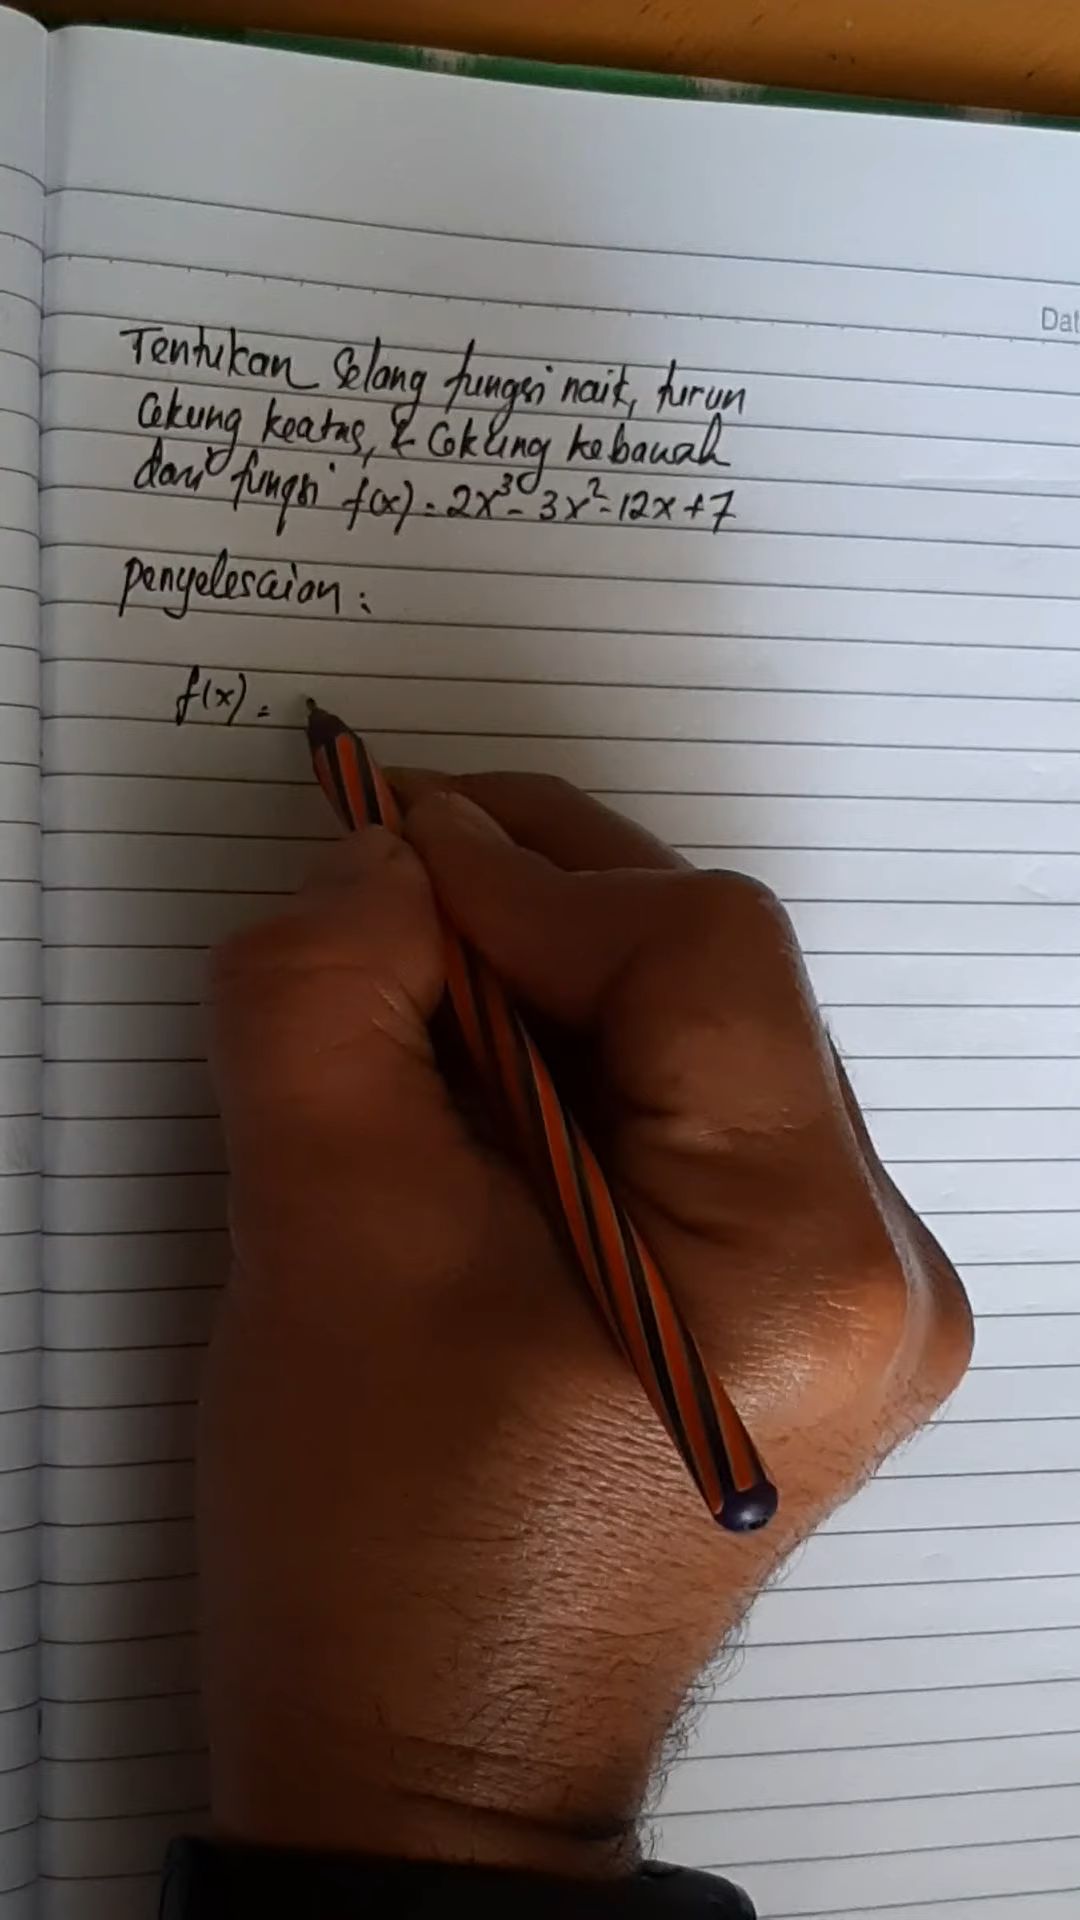 Dat
Tentukan Selang fungsi naik, turun
Cekung keatas, & Cekung kebawah
dari fungsi f(x) = 2x³ - 3x² - 12x + 7
penyelesaian :
f(x) =